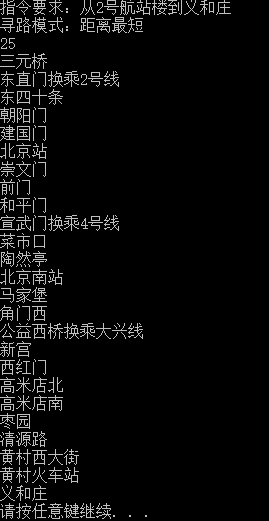 指令要求：从2号航站楼到义和庄
寻路模式：距离最短
25
三元桥
东直门换乘2号线
东四十条
朝阳门
建国门
北京站
崇文门
前门
和平门
宣武门换乘4号线
菜市口
陶然亭
北京南站
马家堡
角门西
公益西桥换乘大兴线
新宫
西红门
高米店北
高米店南
枣园
清源路
黄村西大街
黄村火车站
义和庄
请按任意键继续. . .